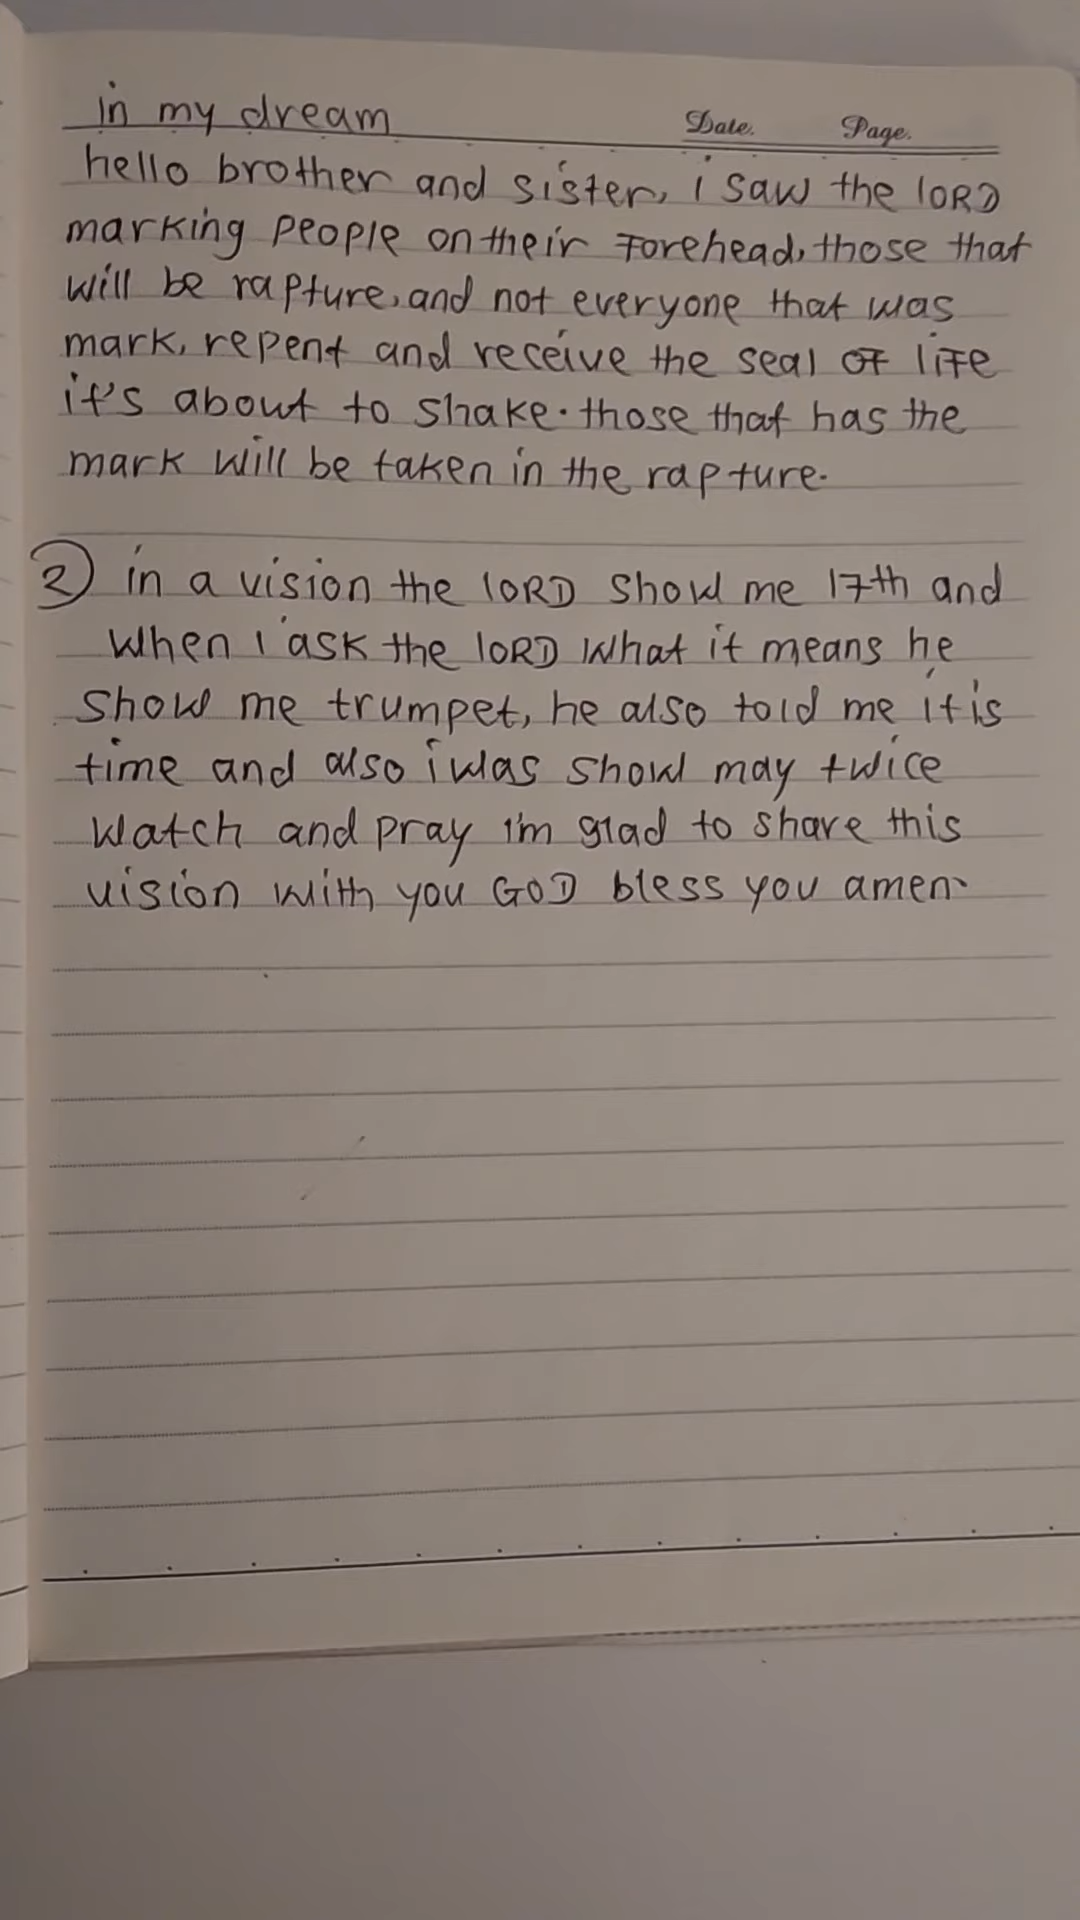 in my dream
Date. Page.
hello brother and sister, i saw the lORD
marking people on their Forehead, those that
will be rapture, and not everyone that was
mark, repent and receive the seal OF liFe
it's about to shake. those that has the
mark will be taken in the rapture.
2 in a vision the lORD show me 17th and
when i ask the lORD what it means he
show me trumpet, he also told me it is
time and also i was show may twice
watch and pray i'm glad to share this
vision with you GOD bless you amen.